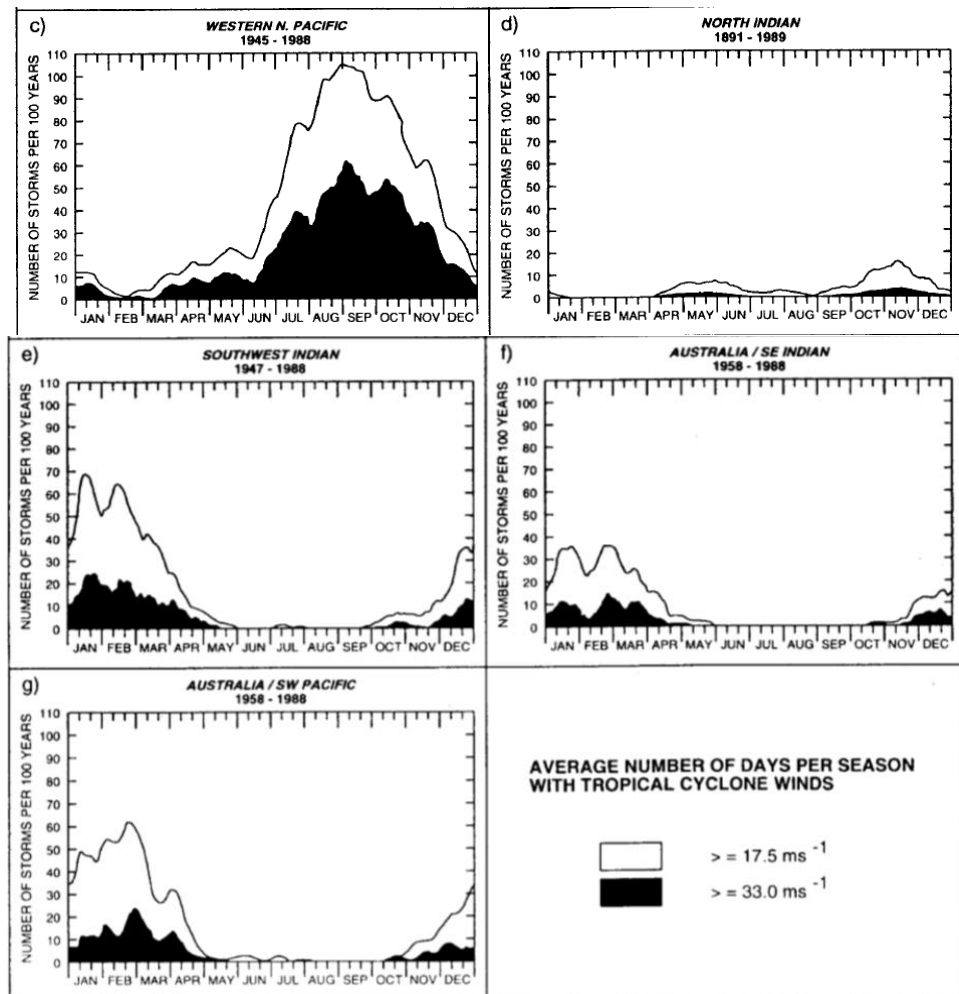 c)
WESTERN N. PACIFIC
1945 - 1988
NUMBER OF STORMS PER 100 YEARS
110
100
90
80
70
60
50
40
30
20
10
0
JAN FEB MAR APR MAY JUN JUL AUG SEP OCT NOV DEC
d)
NORTH INDIAN
1891 - 1989
NUMBER OF STORMS PER 100 YEARS
110
100
90
80
70
60
50
40
30
20
10
0
JAN FEB MAR APR MAY JUN JUL AUG SEP OCT NOV DEC
e)
SOUTHWEST INDIAN
1947 - 1988
NUMBER OF STORMS PER 100 YEARS
110
100
90
80
70
60
50
40
30
20
10
0
JAN FEB MAR APR MAY JUN JUL AUG SEP OCT NOV DEC
f)
AUSTRALIA / SE INDIAN
1958 - 1988
NUMBER OF STORMS PER 100 YEARS
110
100
90
80
70
60
50
40
30
20
10
0
JAN FEB MAR APR MAY JUN JUL AUG SEP OCT NOV DEC
g)
AUSTRALIA / SW PACIFIC
1958 - 1988
NUMBER OF STORMS PER 100 YEARS
110
100
90
80
70
60
50
40
30
20
10
0
JAN FEB MAR APR MAY JUN JUL AUG SEP OCT NOV DEC
AVERAGE NUMBER OF DAYS PER SEASON
WITH TROPICAL CYCLONE WINDS
> = 17.5 ms -1
> = 33.0 ms -1